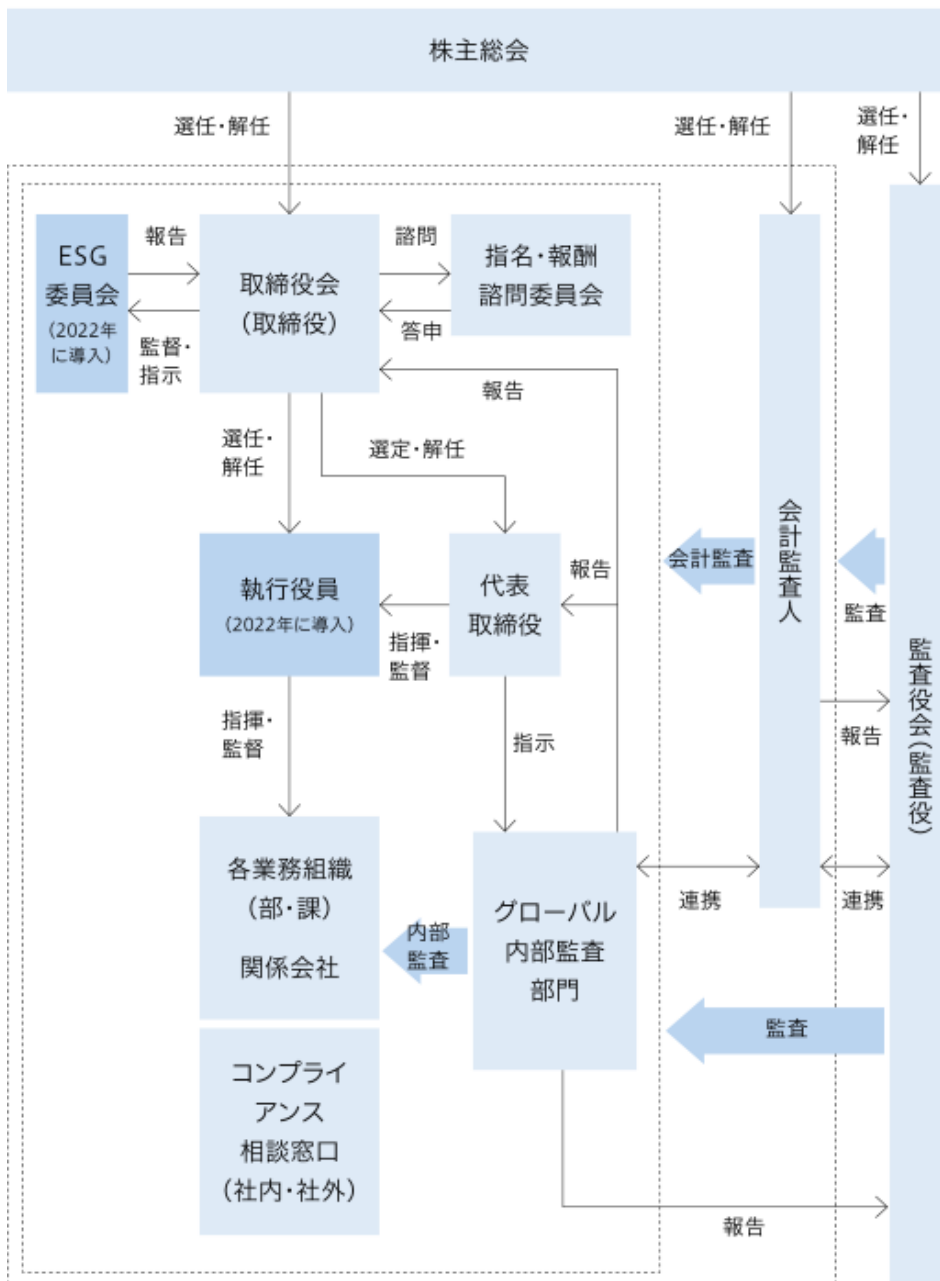 株主総会
選任・解任
選任・解任
選任・
解任
ESG
委員会
(2022年
に導入)
報告
監督・
指示
取締役会
(取締役)
諮問
答申
指名・報酬
諮問委員会
報告
選任・
解任
選定・解任
執行役員
(2022年に導入)
指揮・
監督
代表
取締役
報告
会計監査
会計監査人
監査
監査役会(監査役)
報告
指揮・
監督
指示
各業務組織
(部・課)
関係会社
内部
監査
グローバル
内部監査
部門
連携
連携
監査
コンプライ
アンス
相談窓口
(社内・社外)
報告